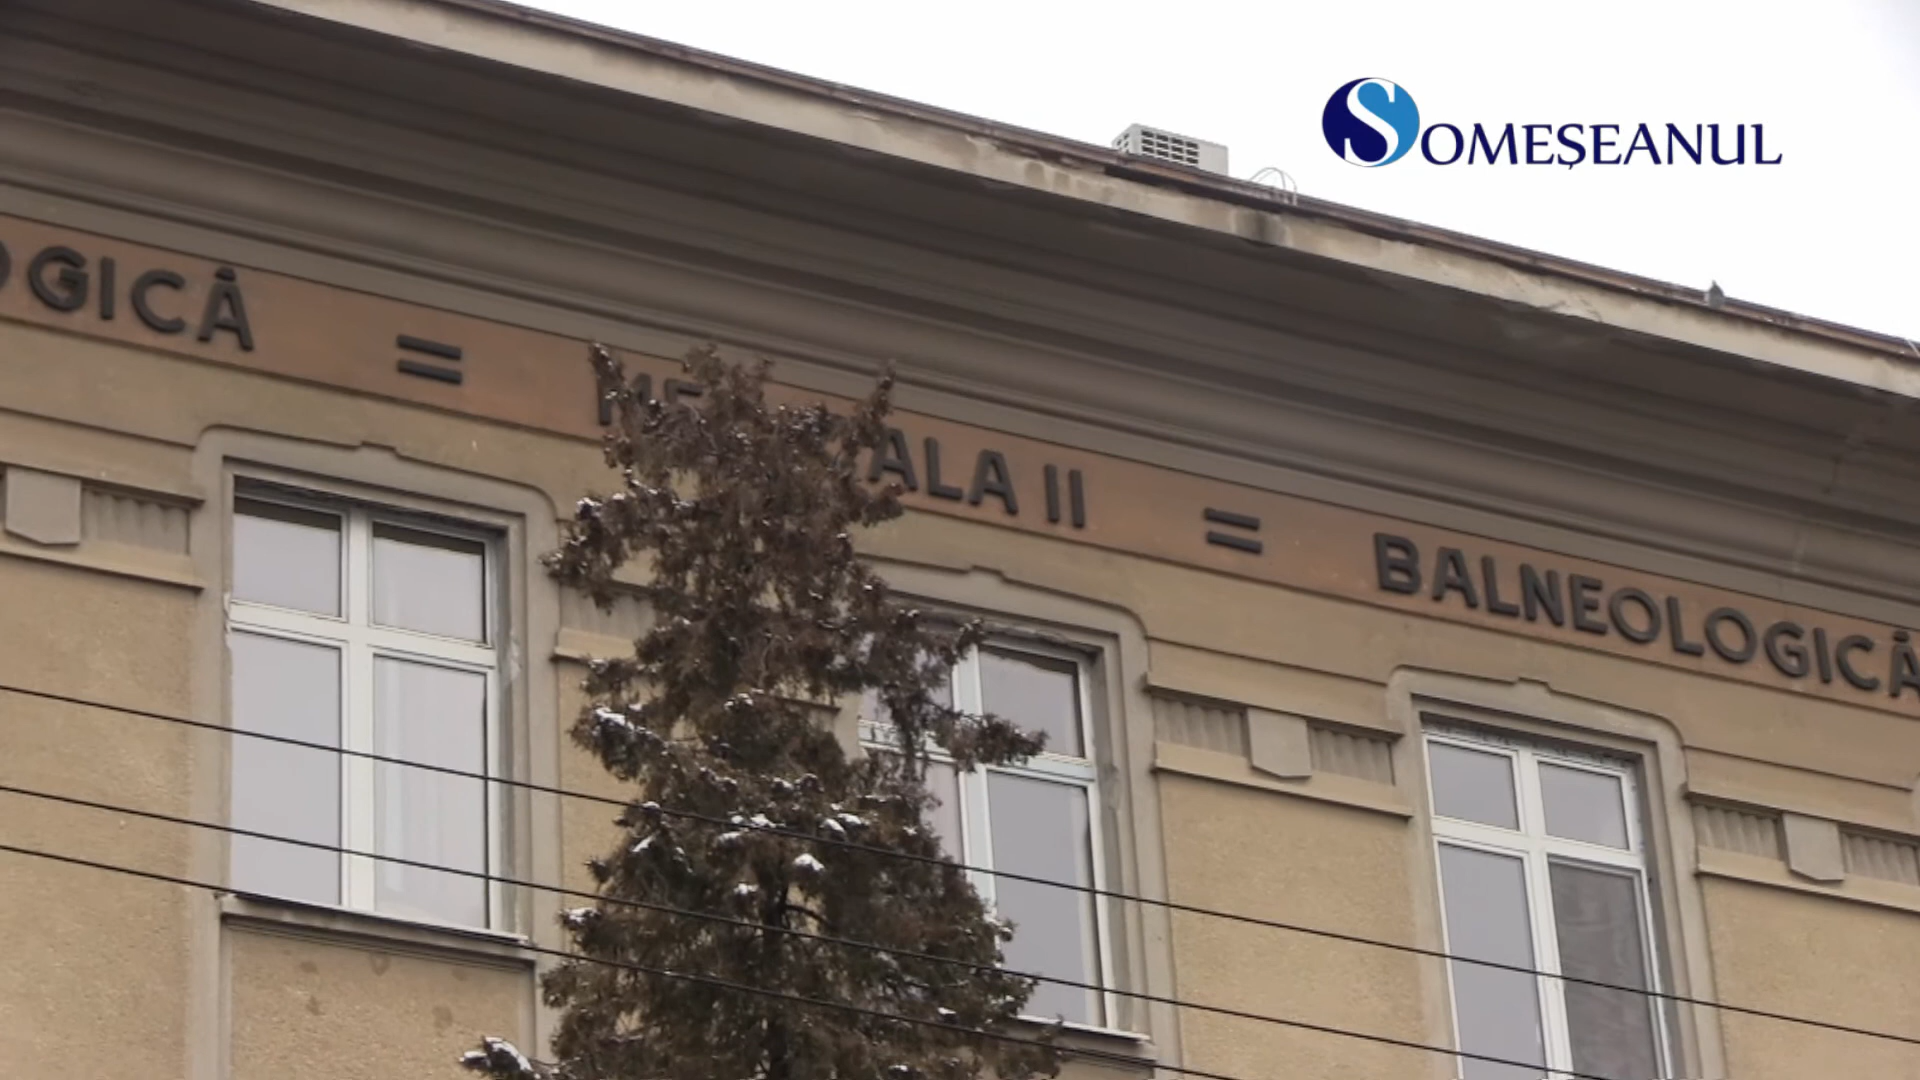 SOMEȘEANUL
OGICĂ = ALA II = BALNEOLOGICĂ